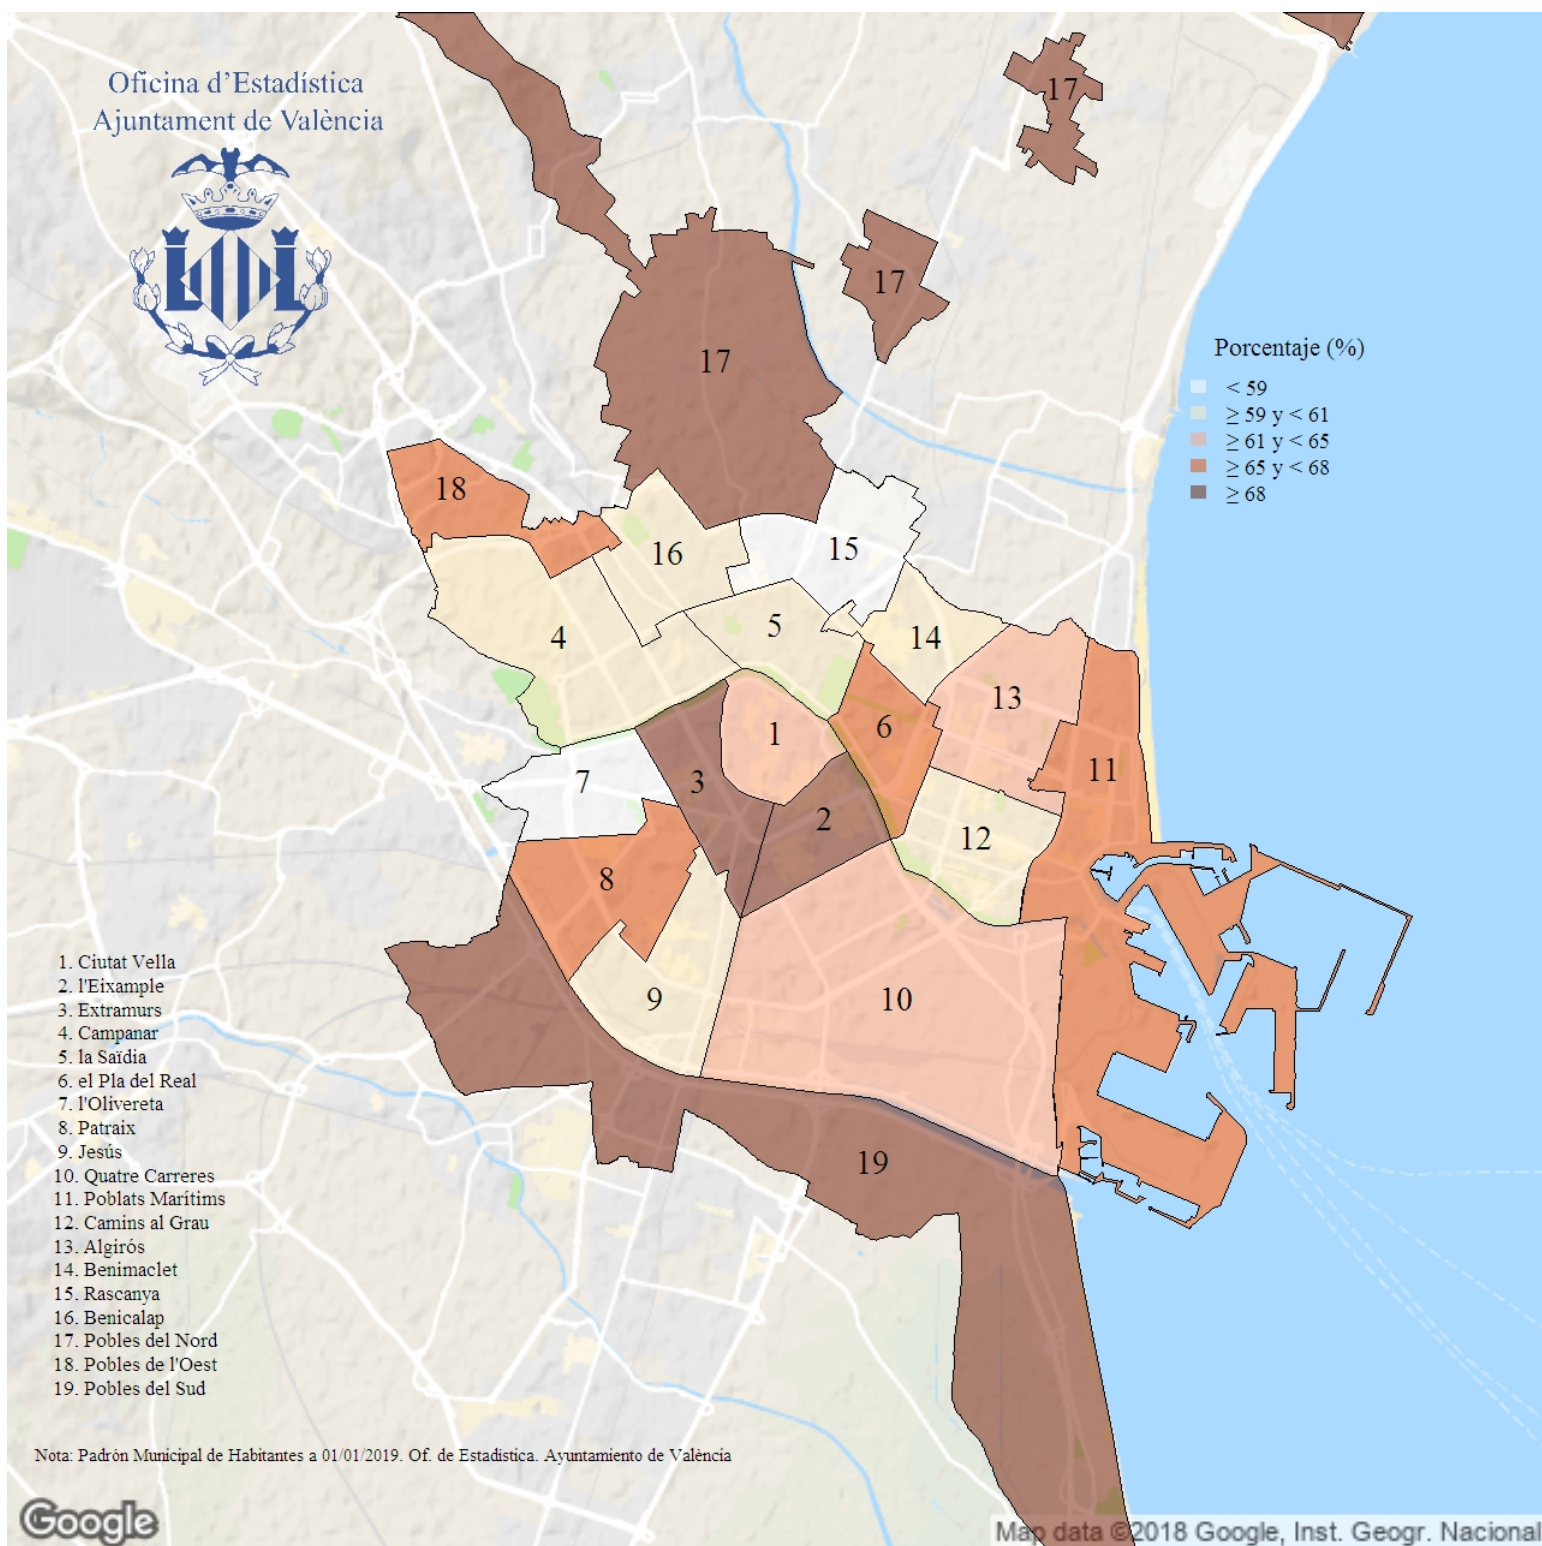 Oficina d'Estadística
Ajuntament de València
17
17
17
Porcentaje (%)
< 59
≥ 59 y < 61
≥ 61 y < 65
≥ 65 y < 68
≥ 68
18
16
15
4
5
14
13
6
1
11
7
3
2
12
8
9
10
19
1. Ciutat Vella
2. l'Eixample
3. Extramurs
4. Campanar
5. la Saïdia
6. el Pla del Real
7. l'Olivereta
8. Patraix
9. Jesús
10. Quatre Carreres
11. Poblats Marítims
12. Camins al Grau
13. Algirós
14. Benimaclet
15. Rascanya
16. Benicalap
17. Pobles del Nord
18. Pobles de l'Oest
19. Pobles del Sud
Nota: Padrón Municipal de Habitantes a 01/01/2019. Of. de Estadística. Ayuntamiento de València
Google
Map data ©2018 Google, Inst. Geogr. Nacional